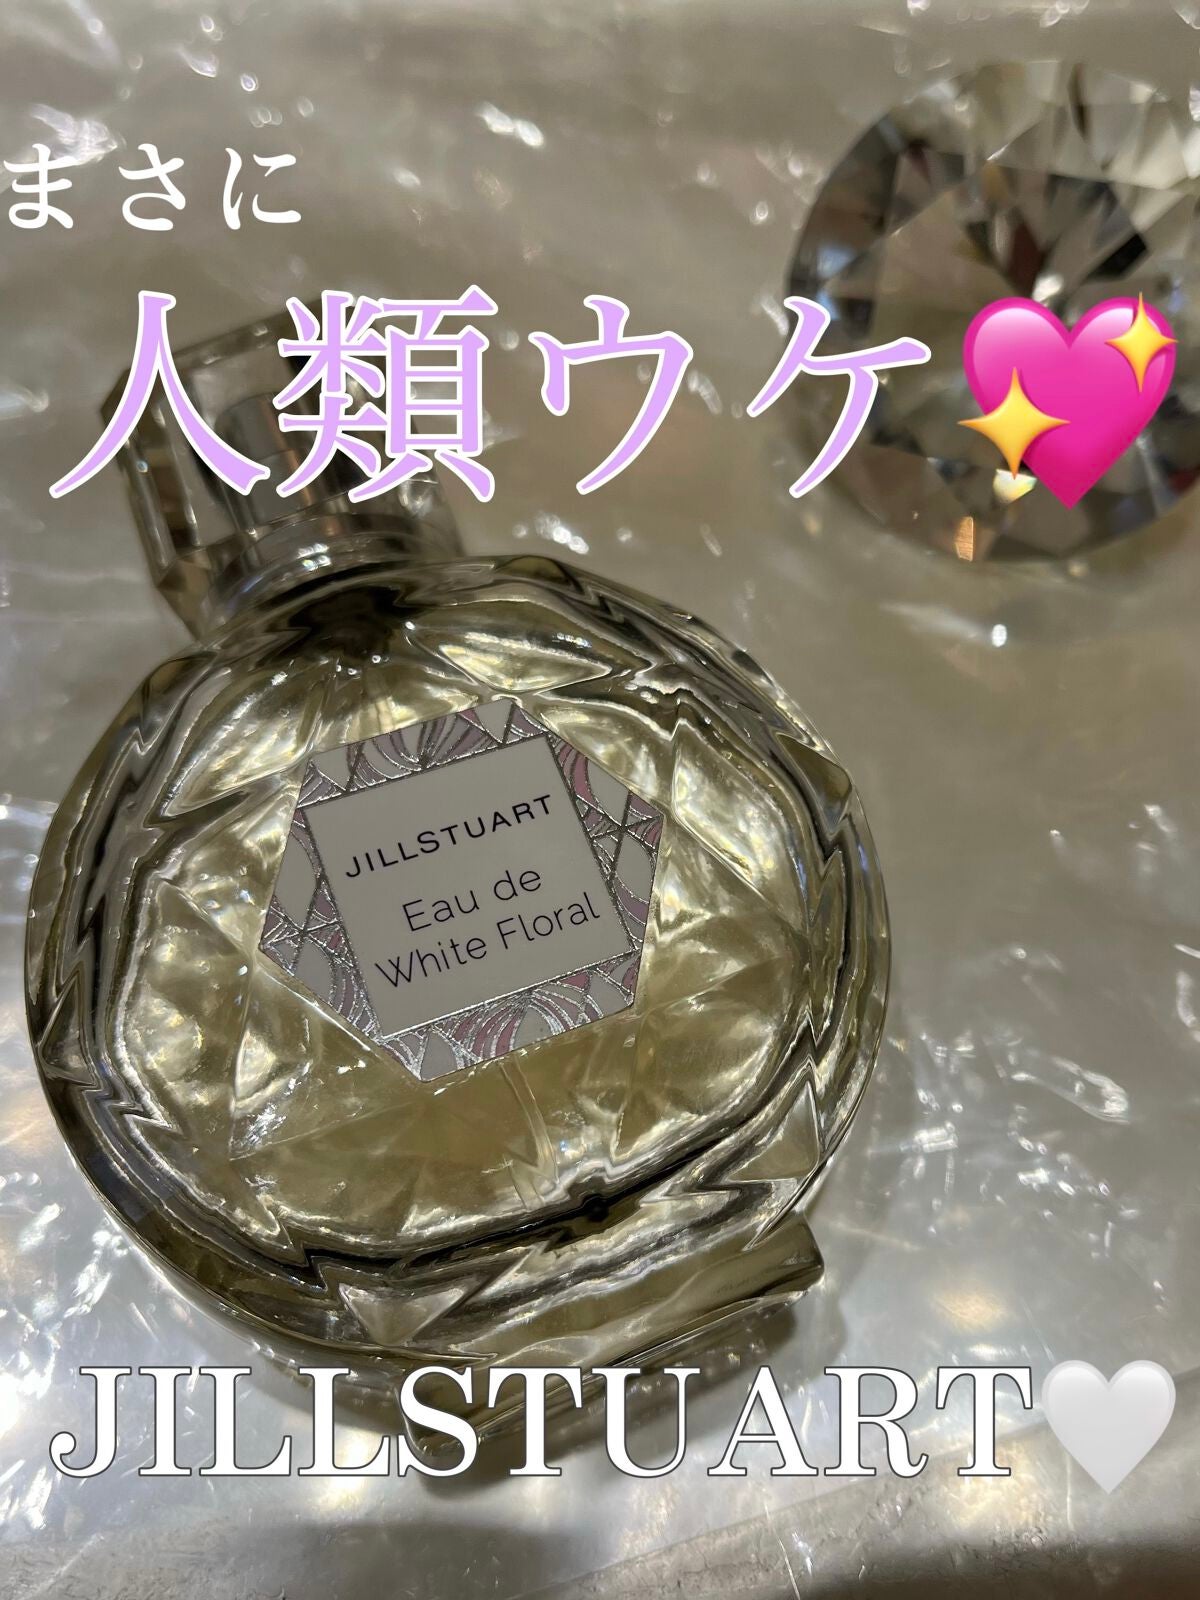 まさに
人類ウケ💖
JILLSTUART
Eau de
White Floral
JILLSTUART🤍